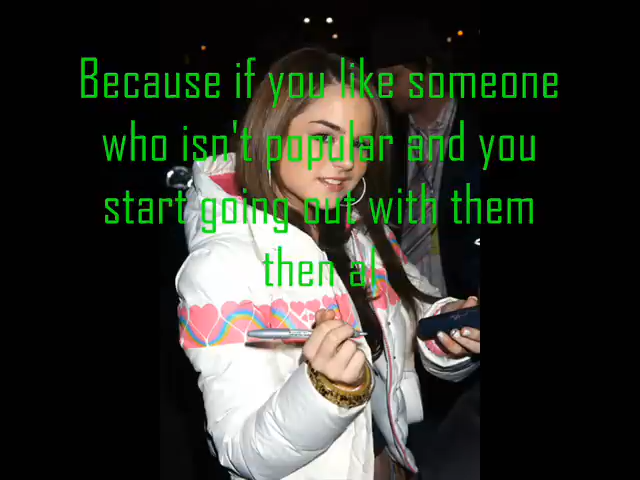 Because if you like someone
who isn't popular and you
start going out with them
then al